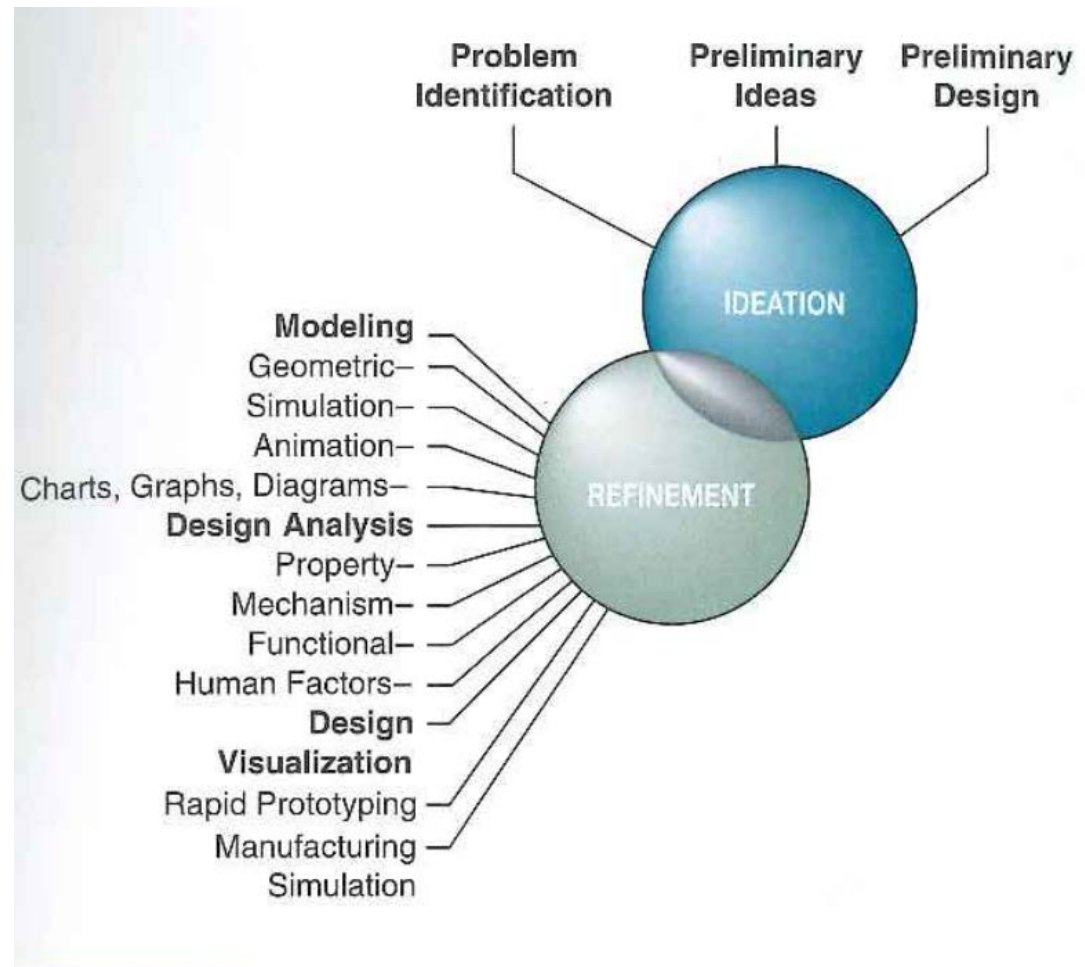 Problem
Identification
Preliminary
Ideas
Preliminary
Design
IDEATION
Modeling
Geometric–
Simulation–
Animation–
Charts, Graphs, Diagrams–
Design Analysis
Property–
Mechanism–
Functional–
Human Factors–
Design
Visualization
Rapid Prototyping
Manufacturing
Simulation
REFINEMENT